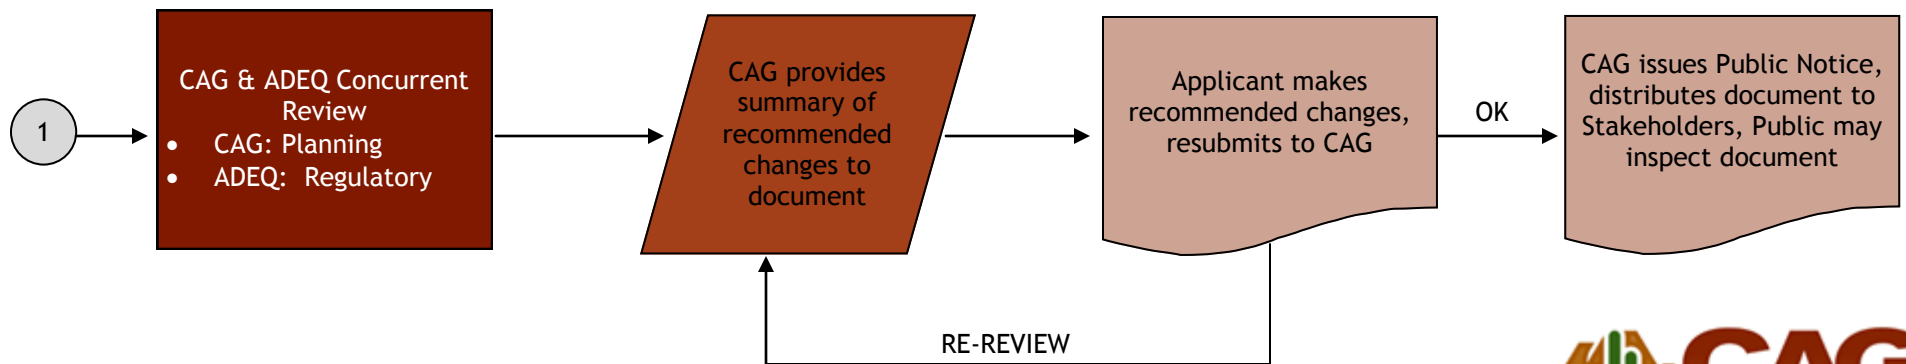 1
CAG & ADEQ Concurrent
Review
• CAG: Planning
• ADEQ: Regulatory
CAG provides
summary of
recommended
changes to
document
Applicant makes
recommended changes,
resubmits to CAG
OK
CAG issues Public Notice,
distributes document to
Stakeholders, Public may
inspect document
RE-REVIEW
CAG